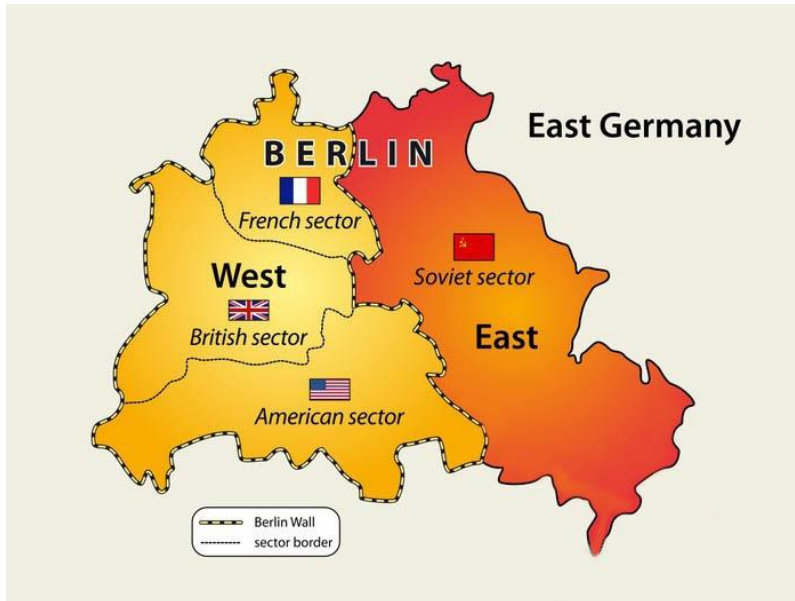 East Germany
BERLIN
French sector
West
Soviet sector
British sector
East
American sector
Berlin Wall
sector border